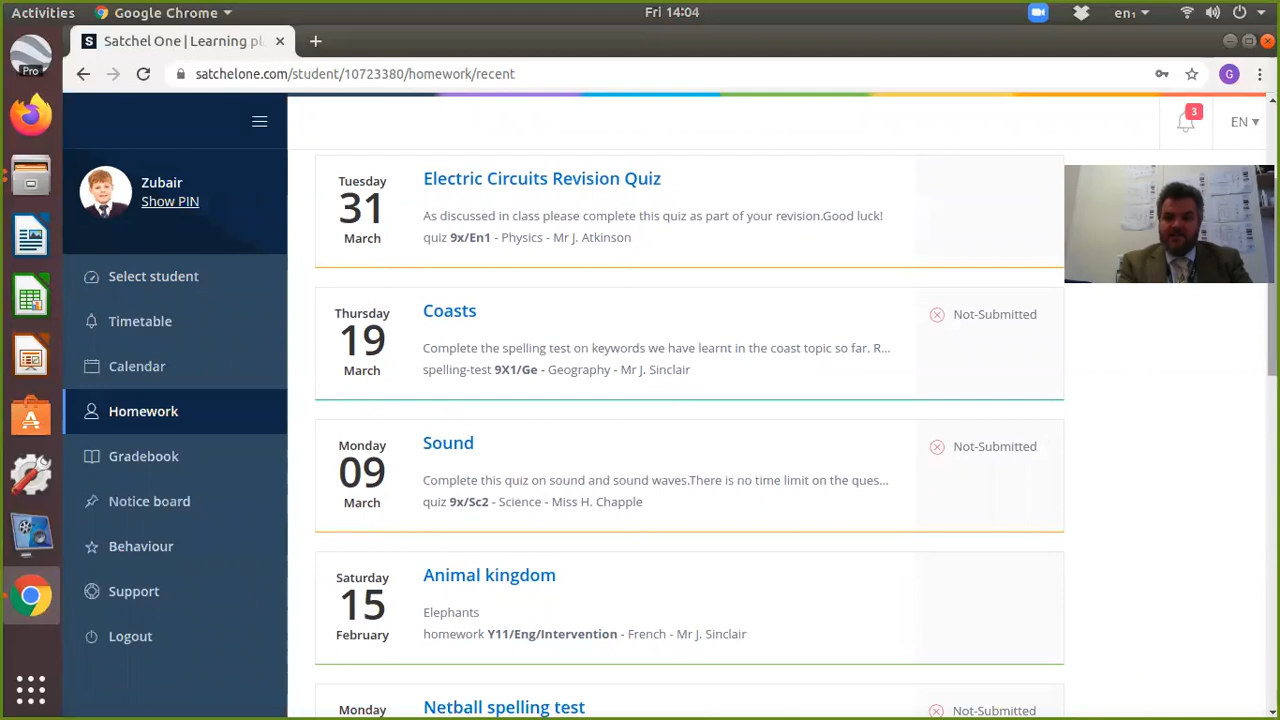 Activities
Google Chrome
Fri 14:04
en1
Satchel One | Learning pl
satchelone.com/student/10723380/homework/recent
G
Pro
3
EN
Zubair
Show PIN
Select student
Timetable
Calendar
Homework
Gradebook
Notice board
Behaviour
Support
Logout
Tuesday
31
March
Electric Circuits Revision Quiz
As discussed in class please complete this quiz as part of your revision.Good luck!
quiz 9x/En1 - Physics - Mr J. Atkinson
Thursday
19
March
Coasts
Complete the spelling test on keywords we have learnt in the coast topic so far. R...
spelling-test 9X1/Ge - Geography - Mr J. Sinclair
Not-Submitted
Monday
09
March
Sound
Complete this quiz on sound and sound waves.There is no time limit on the ques...
quiz 9x/Sc2 - Science - Miss H. Chapple
Not-Submitted
Saturday
15
February
Animal kingdom
Elephants
homework Y11/Eng/Intervention - French - Mr J. Sinclair
Monday
Netball spelling test
Not-Submitted